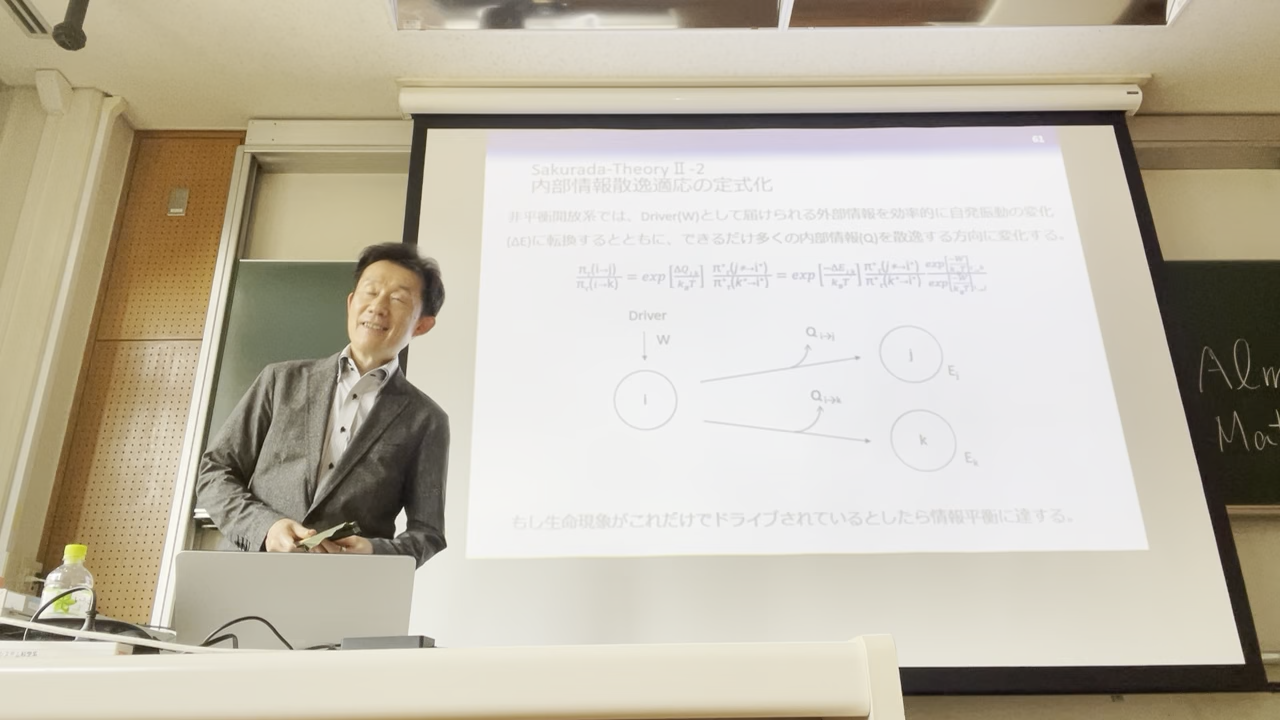 61
Sakurada-Theory Ⅱ-2
内部情報散逸適応の定式化
非平衡開放系では、Driver(W)として届けられる外部情報を効率的に自発振動の変化
(ΔE)に転換するとともに、できるだけ多くの内部情報(Q)を散逸する方向に変化する。
Driver
W
i
Q i→j
j
E j
Q i→k
k
E k
もし生命現象がこれだけでドライブされているとしたら情報平衡に達する。
Alm
Mat